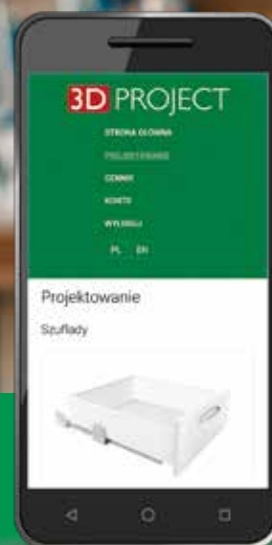 3D PROJECT
STRONA GŁÓWNA
PROJEKTOWANIE
CENNIK
KONTO
WYLOGUJ
PL EN
Projektowanie
Szuflady